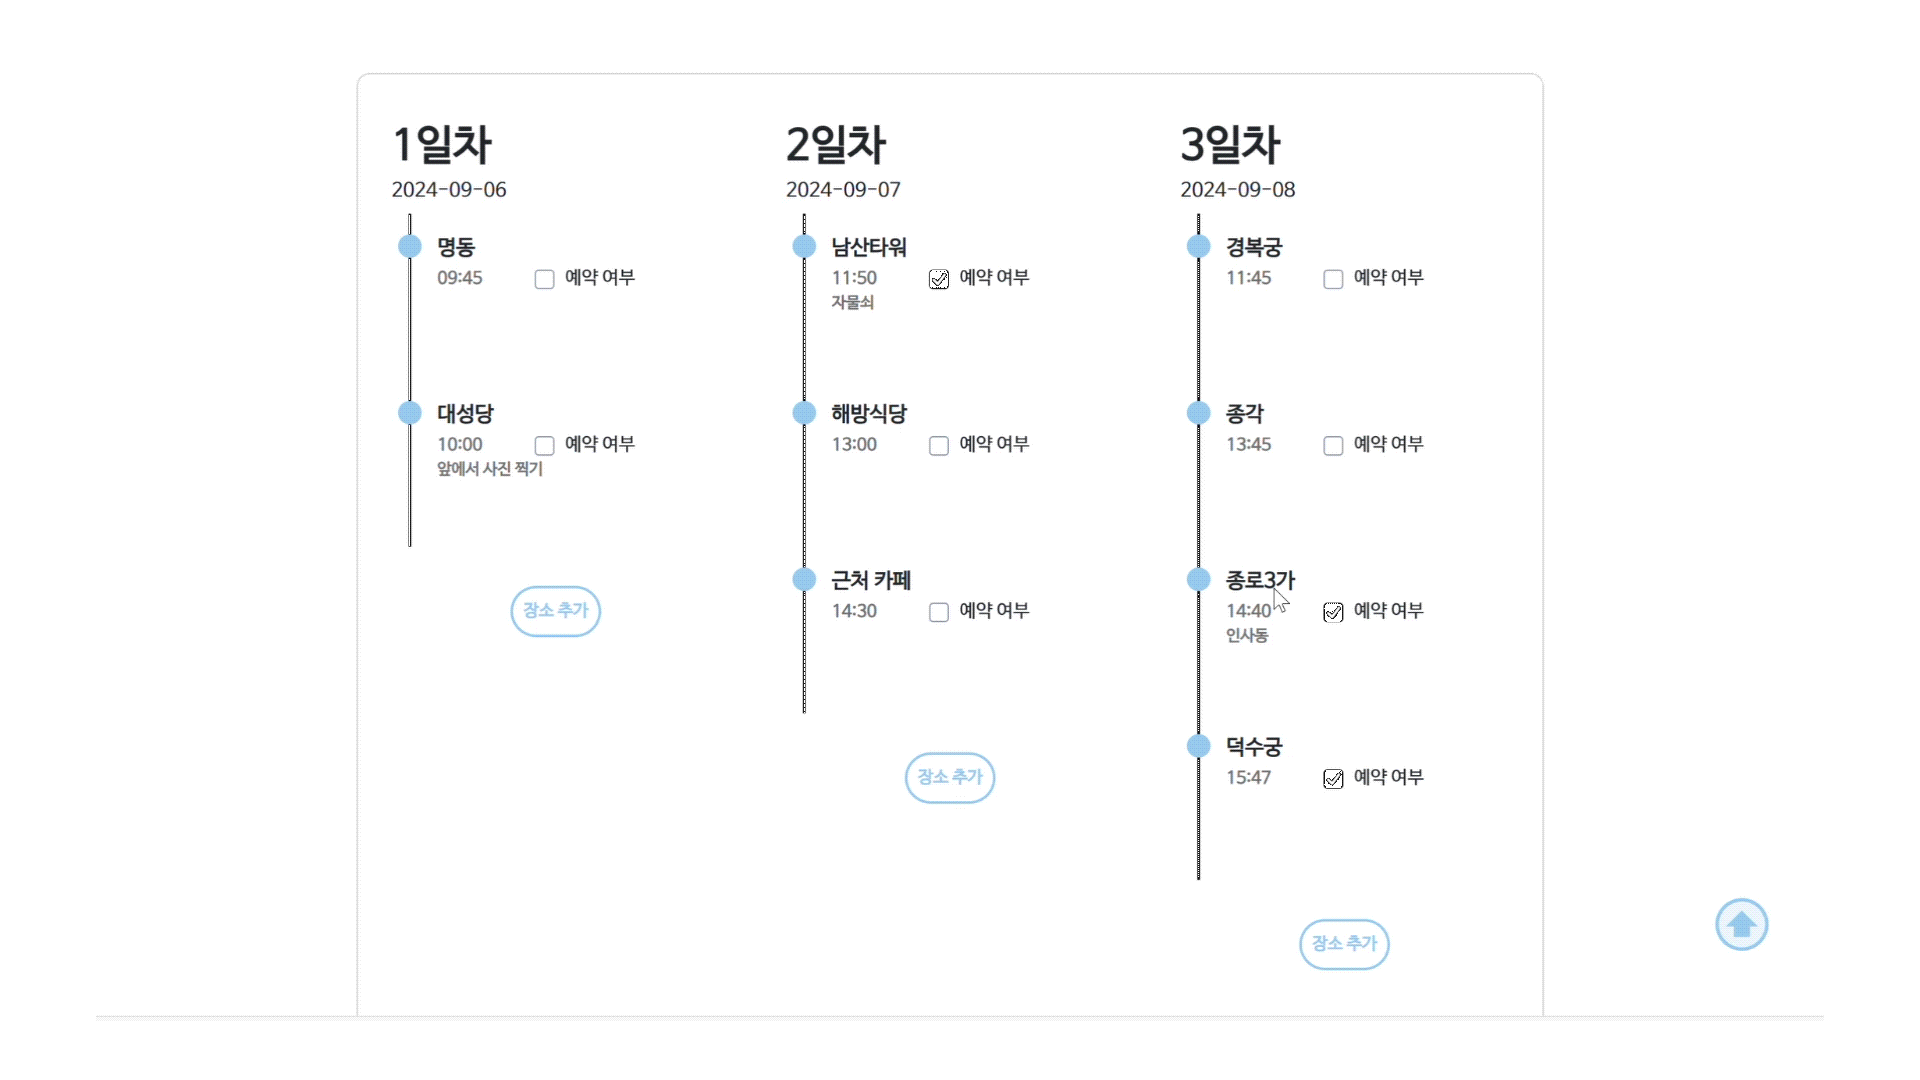 1일차
2024-09-06
명동
09:45
예약 여부
대성당
10:00
예약 여부
앞에서 사진 찍기
장소 추가
2일차
2024-09-07
남산타워
11:50
예약 여부
자물쇠
해방식당
13:00
예약 여부
근처 카페
14:30
예약 여부
장소 추가
3일차
2024-09-08
경복궁
11:45
예약 여부
종각
13:45
예약 여부
종로3가
14:40
예약 여부
인사동
덕수궁
15:47
예약 여부
장소 추가